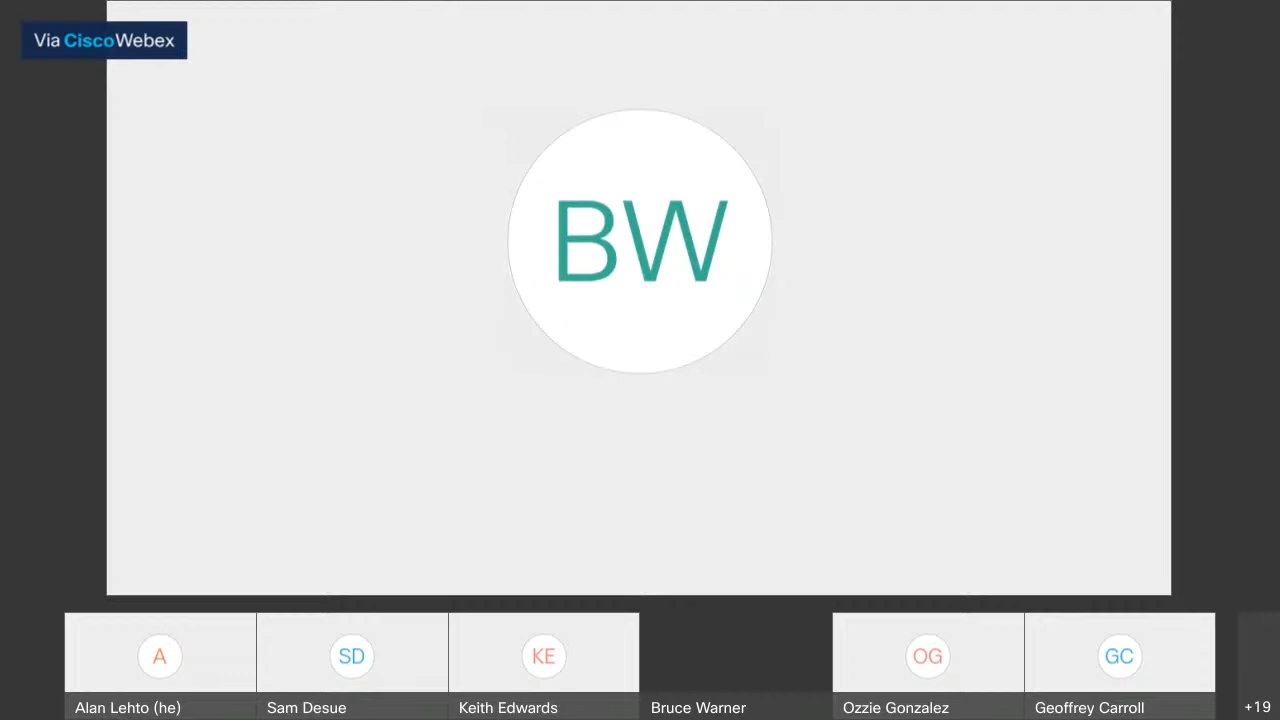 Via CiscoWebex
BW
A
SD
KE
OG
GC
Alan Lehto (he)
Sam Desue
Keith Edwards
Bruce Warner
Ozzie Gonzalez
Geoffrey Carroll
+19